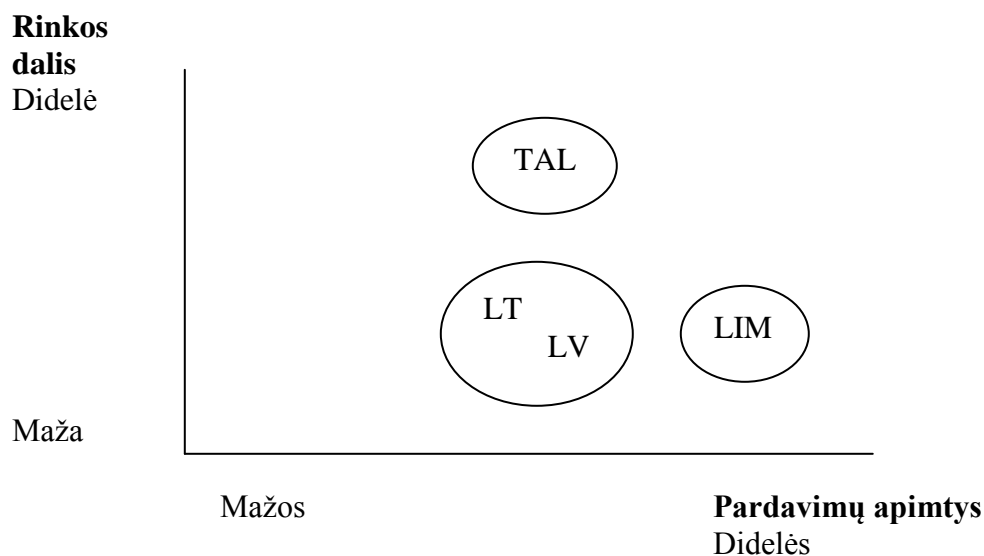 Rinkos
dalis
Didelė
TAL
LT
LV
LIM
Maža
Mažos
Pardavimų apimtys
Didelės